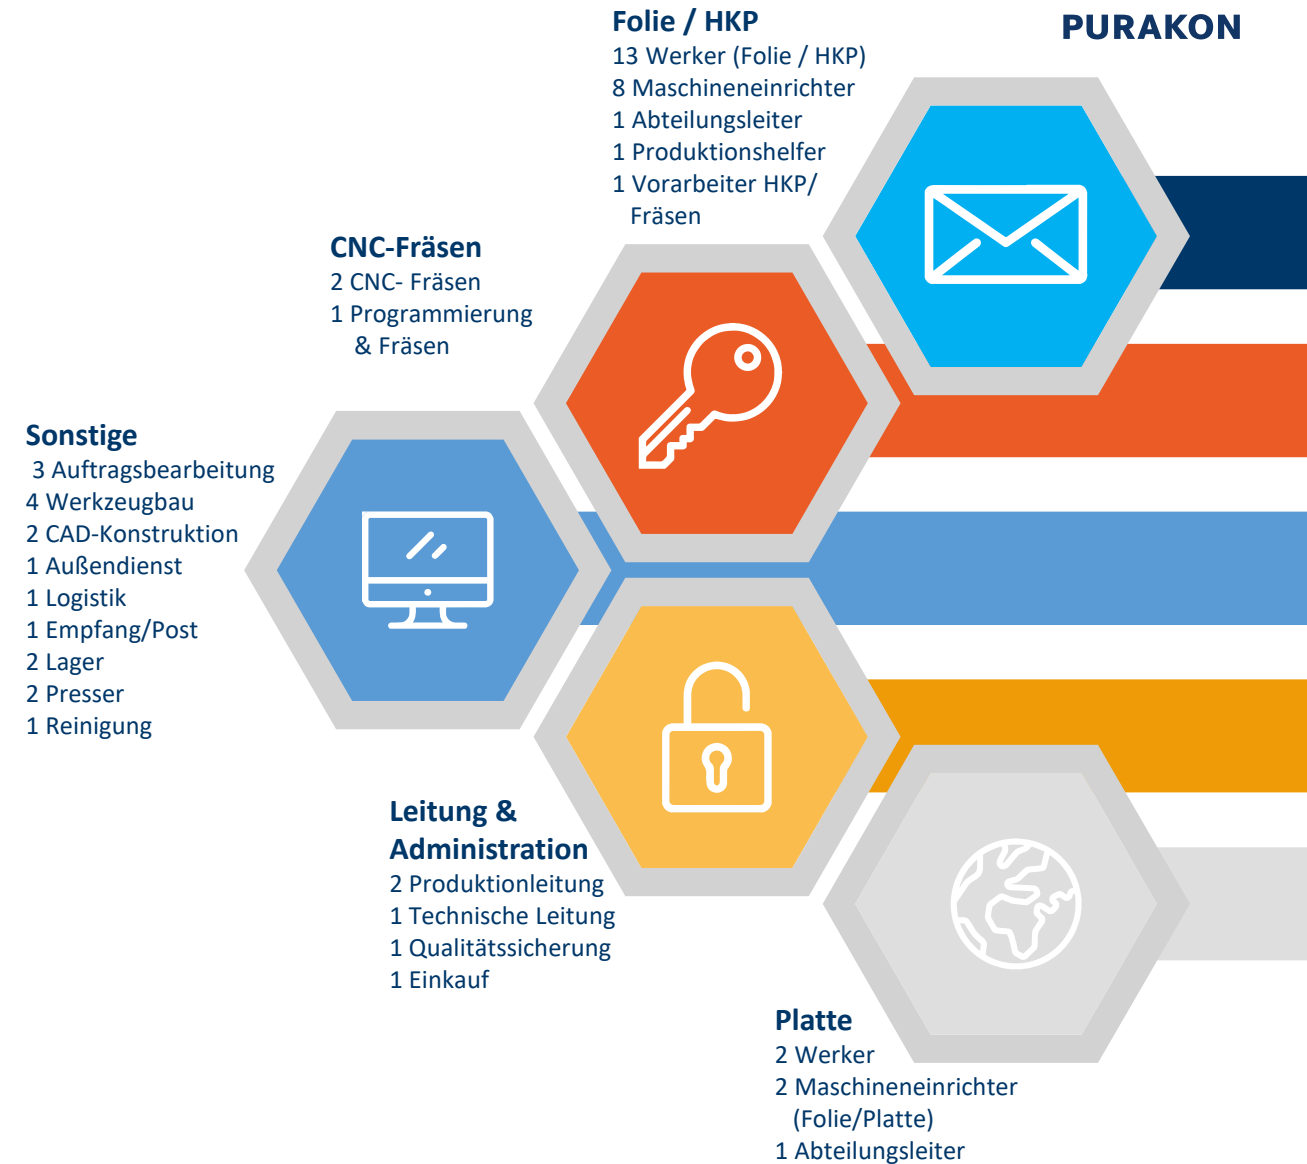 PURAKON
Folie / HKP
13 Werker (Folie / HKP)
8 Maschineneinrichter
1 Abteilungsleiter
1 Produktionshelfer
1 Vorarbeiter HKP/
Fräsen
CNC-Fräsen
2 CNC- Fräsen
1 Programmierung
& Fräsen
Sonstige
3 Auftragsbearbeitung
4 Werkzeugbau
2 CAD-Konstruktion
1 Außendienst
1 Logistik
1 Empfang/Post
2 Lager
2 Presser
1 Reinigung
Leitung &
Administration
2 Produktionleitung
1 Technische Leitung
1 Qualitätssicherung
1 Einkauf
Platte
2 Werker
2 Maschineneinrichter
(Folie/Platte)
1 Abteilungsleiter